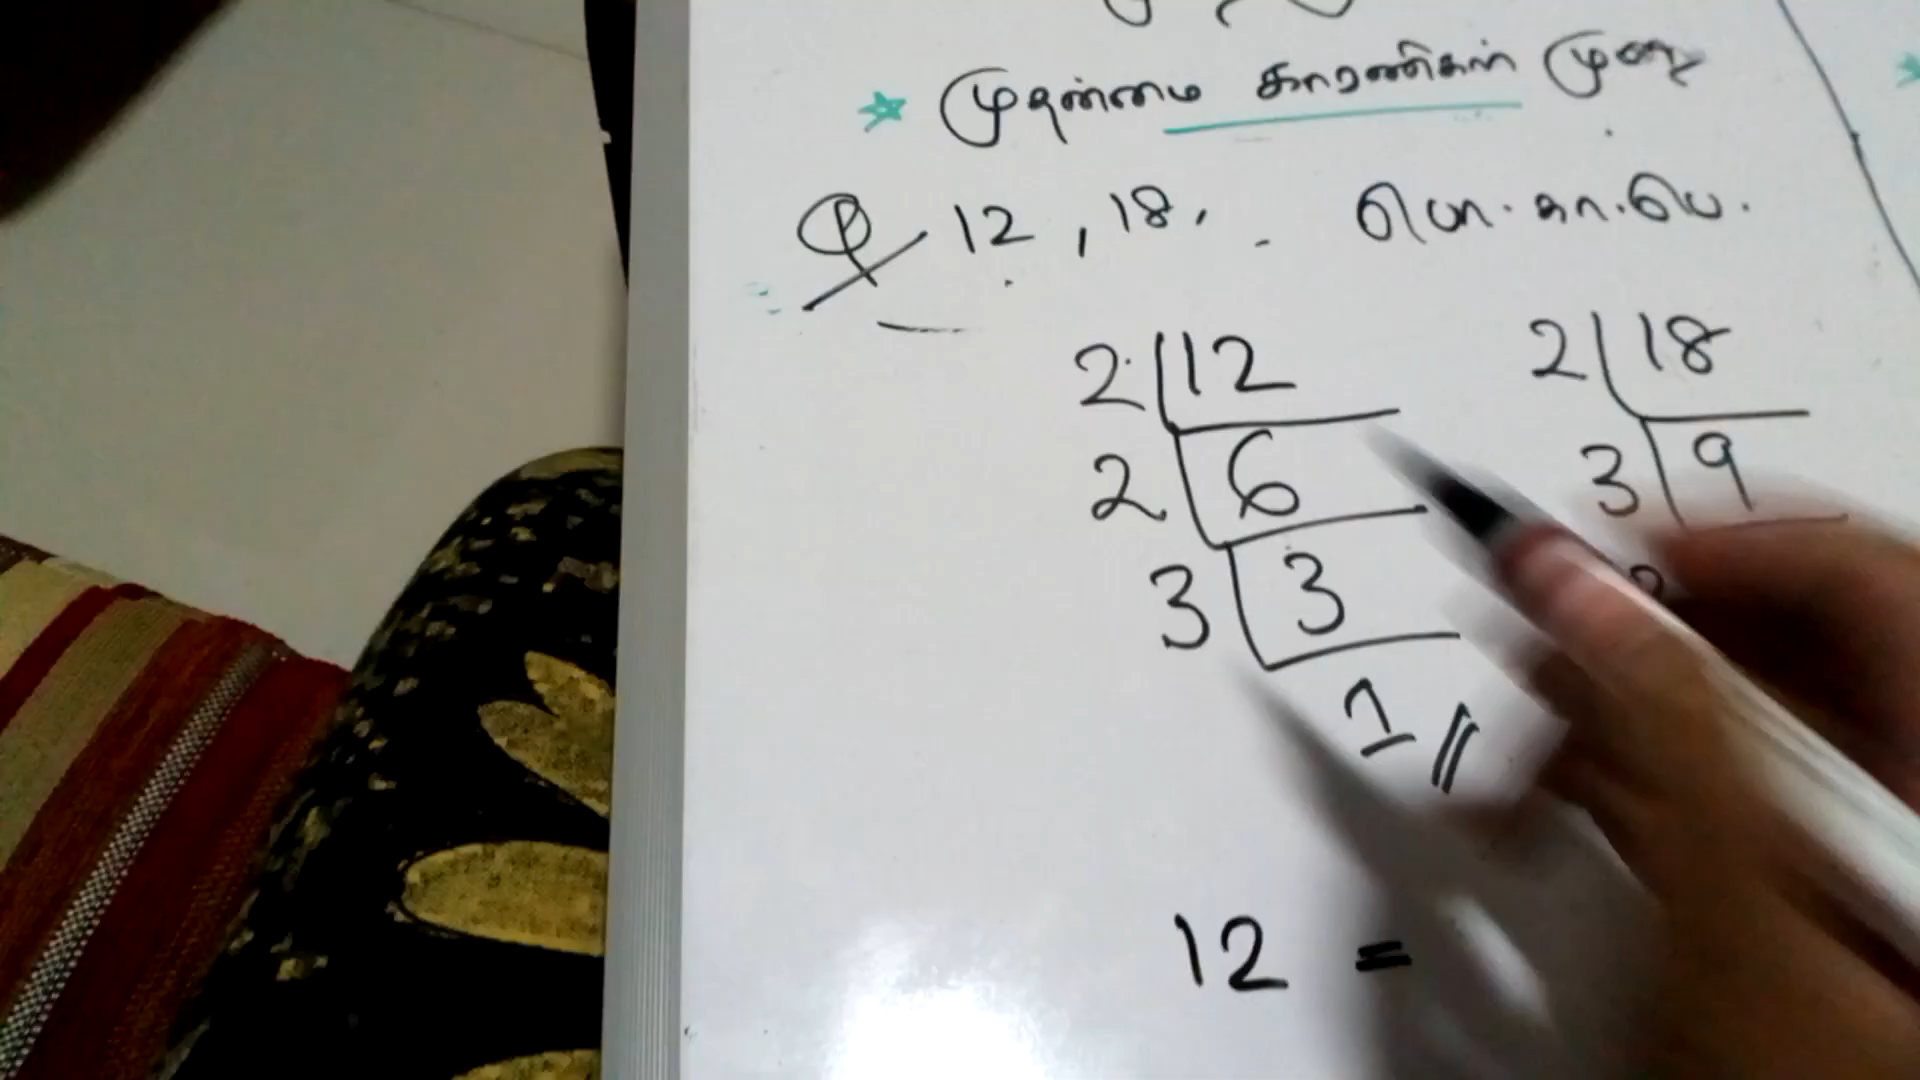 * முதன்மை காரணிகள் முறை
Q 12 , 18 , பொ.கா.பெ.
2 | 12
2 | 6
3 | 3
1 //
2 | 18
3 | 9
12 =